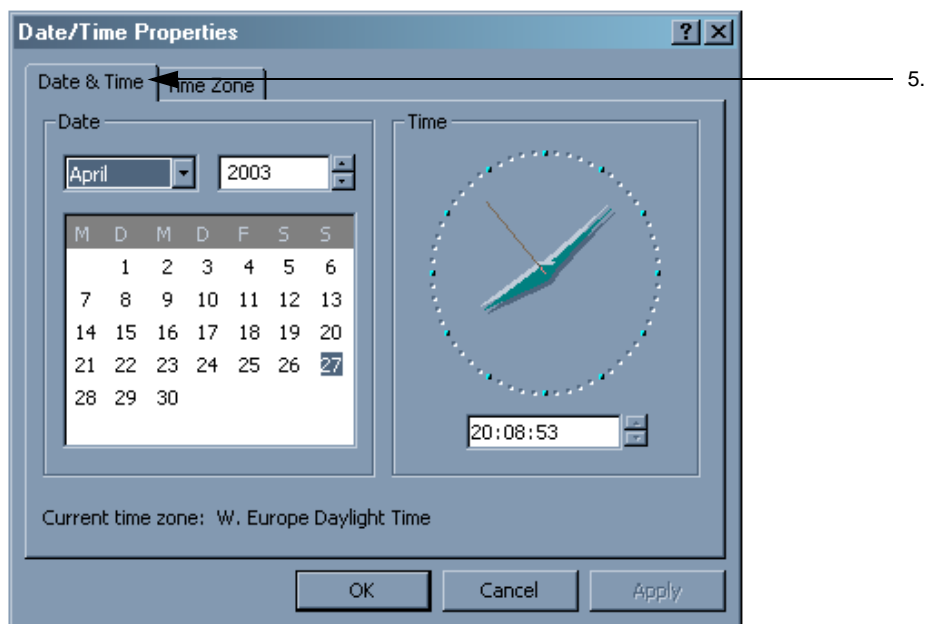 Date/Time Properties
Date & Time
Time Zone
5.
Date
Time
April
2003
M D M D F S S
1 2 3 4 5 6
7 8 9 10 11 12 13
14 15 16 17 18 19 20
21 22 23 24 25 26 27
28 29 30
20:08:53
Current time zone: W. Europe Daylight Time
OK
Cancel
Apply